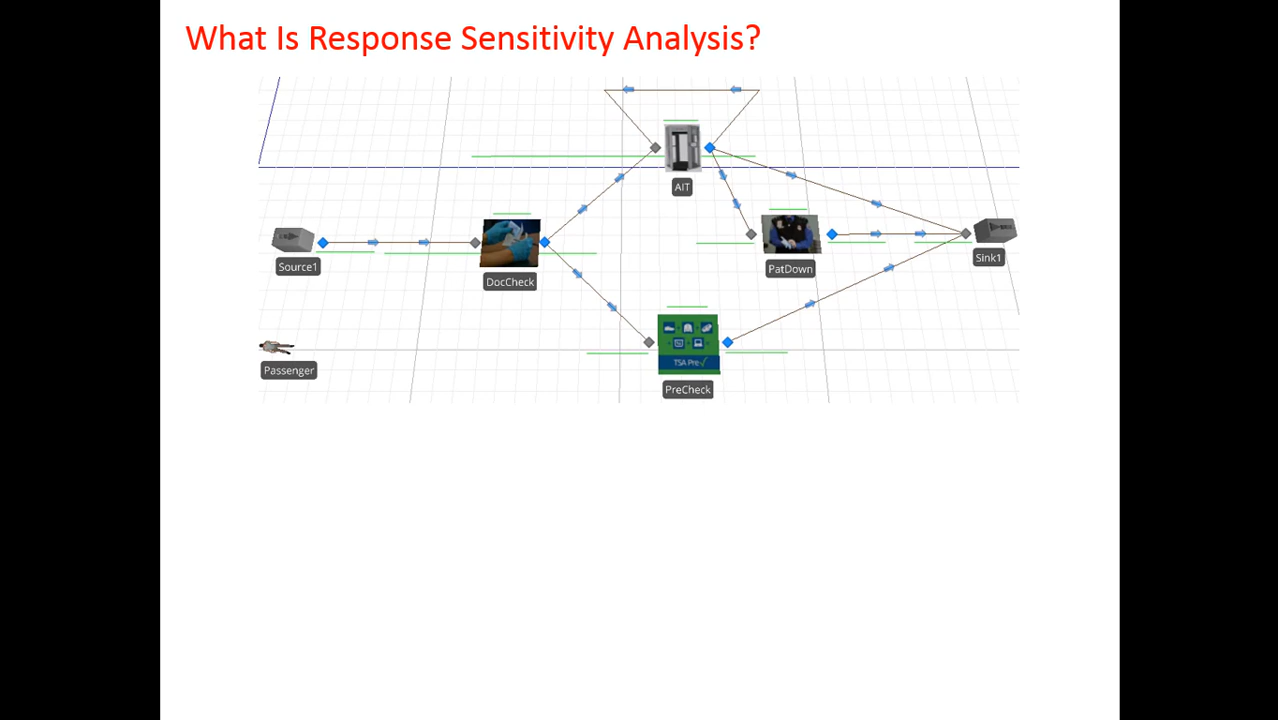 What Is Response Sensitivity Analysis?
AIT
Source1
DocCheck
PatDown
Sink1
TSA Pre✓
Passenger
PreCheck